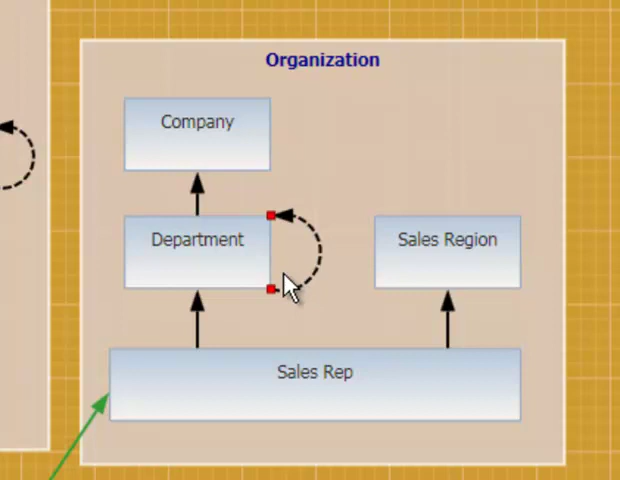 Organization
Company
Department
Sales Region
Sales Rep